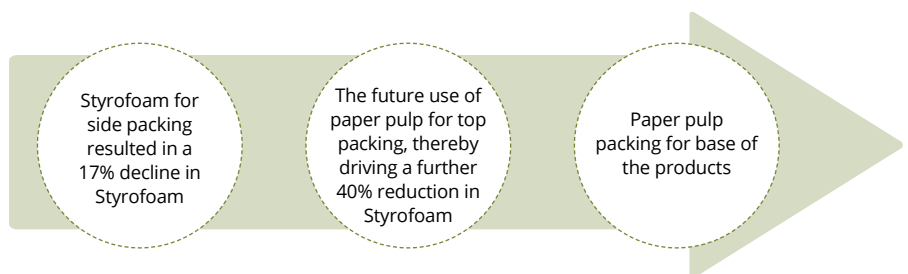 Styrofoam for
side packing
resulted in a
17% decline in
Styrofoam
The future use of
paper pulp for top
packing, thereby
driving a further
40% reduction in
Styrofoam
Paper pulp
packing for base of
the products